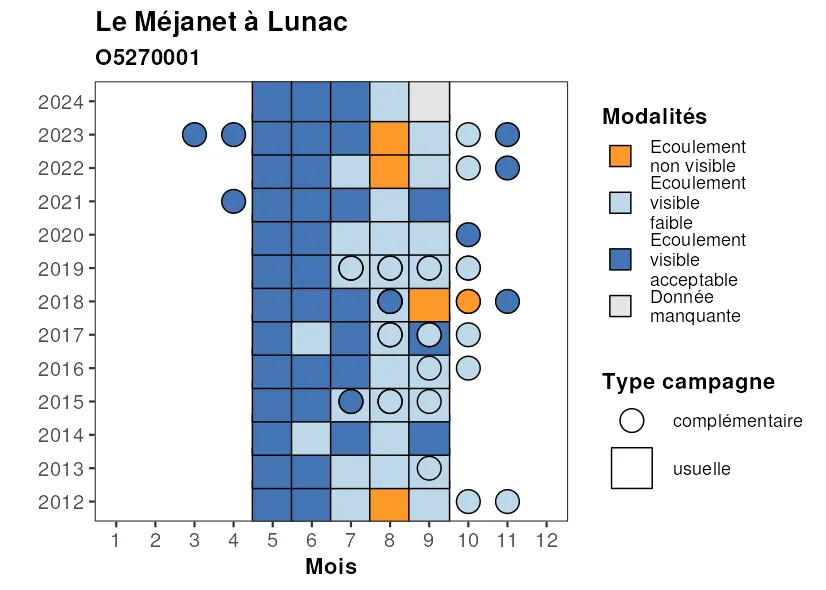 Le Méjanet à Lunac
O5270001
2024
2023
2022
2021
2020
2019
2018
2017
2016
2015
2014
2013
2012
1 2 3 4 5 6 7 8 9 10 11 12
Mois
Modalités
Ecoulement
non visible
Ecoulement
visible
faible
Ecoulement
visible
acceptable
Donnée
manquante
Type campagne
complémentaire
usuelle